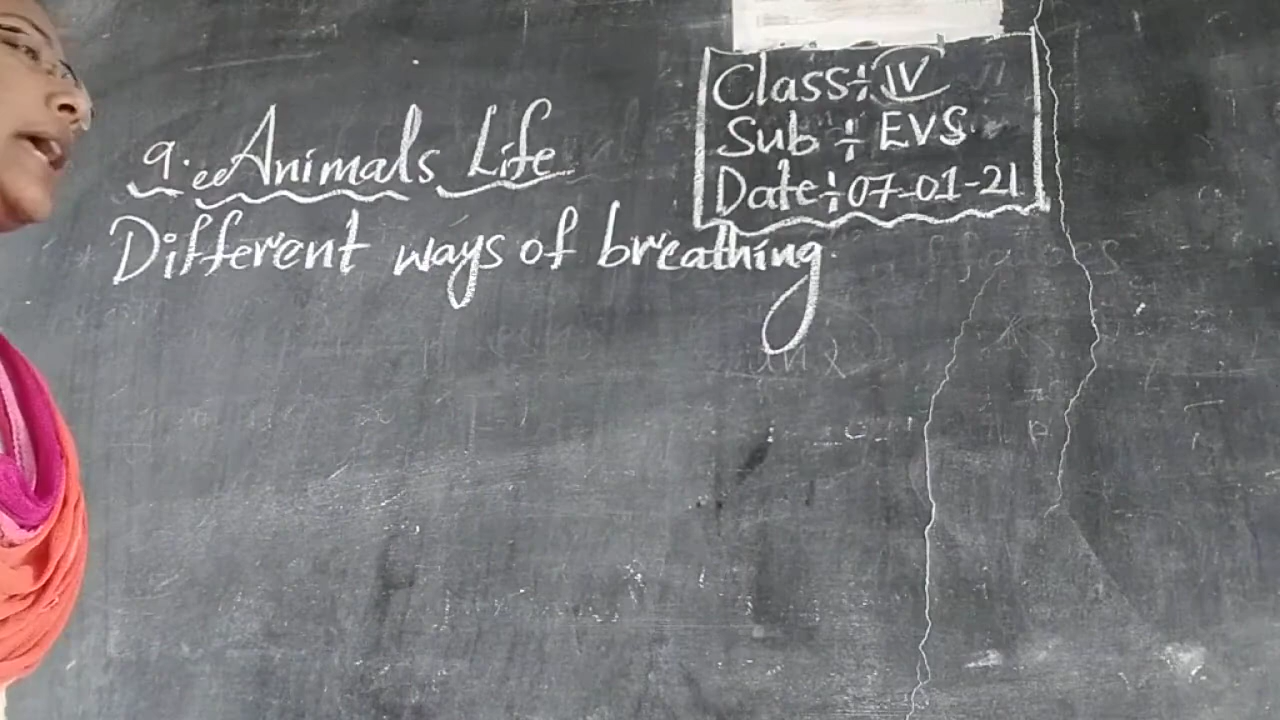 9. Animals Life
Different ways of breathing
Class:- IV
Sub :- EVS
Date:- 07-01-21